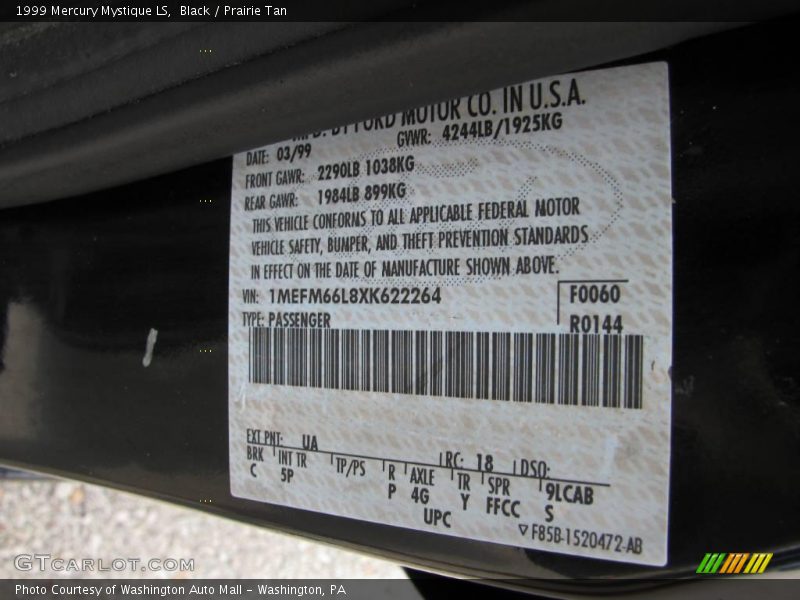 1999 Mercury Mystique LS,  Black / Prairie Tan
BY FORD MOTOR CO. IN U.S.A.
DATE: 03/99 GVWR: 4244LB/1925KG
FRONT GAWR: 2290LB 1038KG
REAR GAWR: 1984LB 899KG
THIS VEHICLE CONFORMS TO ALL APPLICABLE FEDERAL MOTOR
VEHICLE SAFETY, BUMPER, AND THEFT PREVENTION STANDARDS
IN EFFECT ON THE DATE OF MANUFACTURE SHOWN ABOVE.
VIN: 1MEFM66L8XK622264 F0060
TYPE: PASSENGER R0144
EXT PNT: UA RC: 18 DSO:
BRK INT TR TP/PS R AXLE TR SPR 9LCAB
C 5P P 4G Y FFCC S
UPC ▽F85B-1520472-AB
GTCarLot.com
Photo Courtesy of Washington Auto Mall - Washington, PA